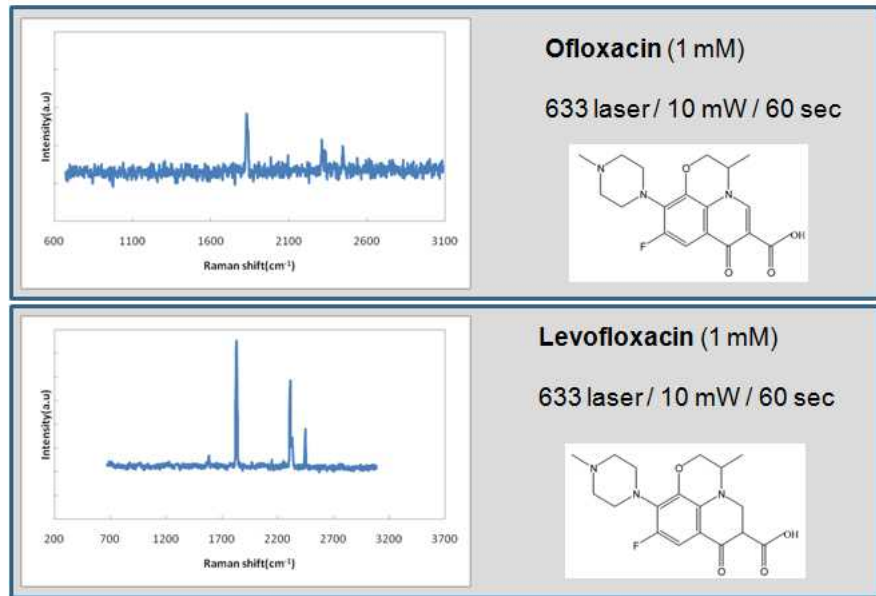 Ofloxacin (1 mM)
633 laser / 10 mW / 60 sec
Intensity(a.u)
600 1100 1600 2100 2600 3100
Raman shift(cm⁻¹)
N
N
O
N
F
O
O
OH
Levofloxacin (1 mM)
633 laser / 10 mW / 60 sec
Intensity(a.u)
200 700 1200 1700 2200 2700 3200 3700
Raman shift(cm⁻¹)
N
N
O
N
F
O
O
OH